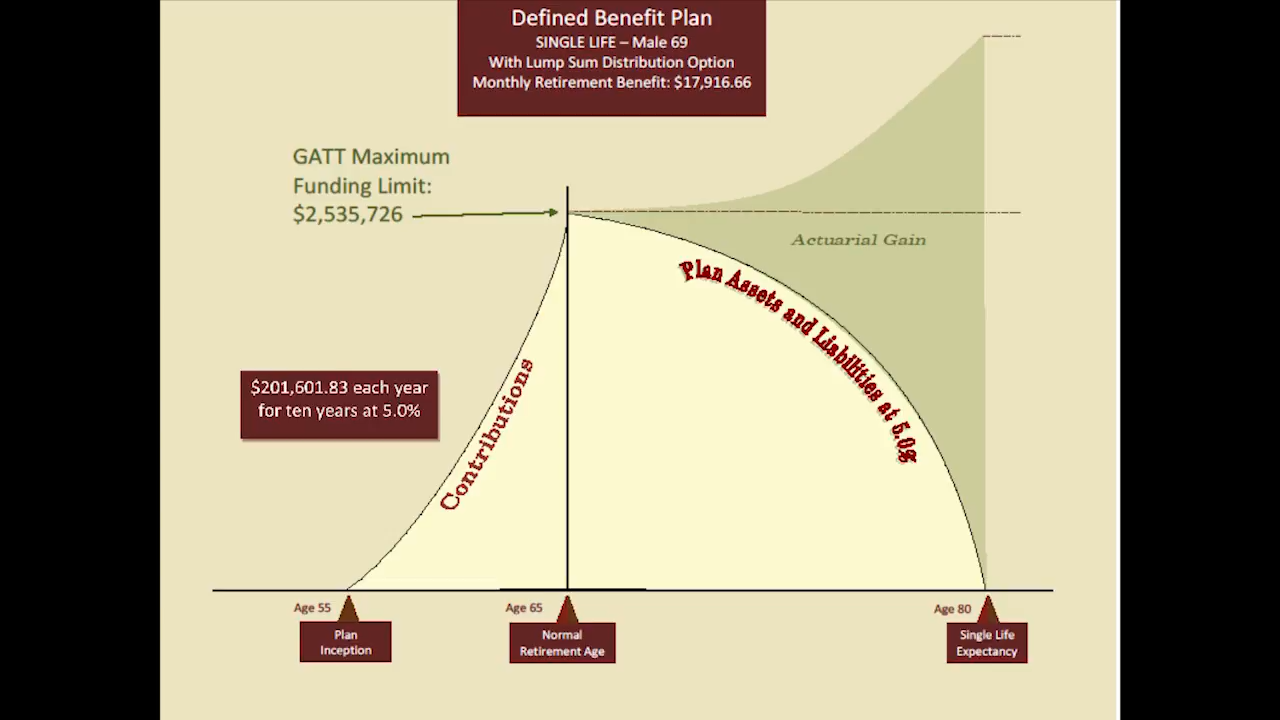 Defined Benefit Plan
SINGLE LIFE – Male 69
With Lump Sum Distribution Option
Monthly Retirement Benefit: $17,916.66
GATT Maximum
Funding Limit:
$2,535,726
Actuarial Gain
Plan Assets and Liabilities at 5.0%
$201,601.83 each year
for ten years at 5.0%
Contributions
Age 55
Plan
Inception
Age 65
Normal
Retirement Age
Age 80
Single Life
Expectancy